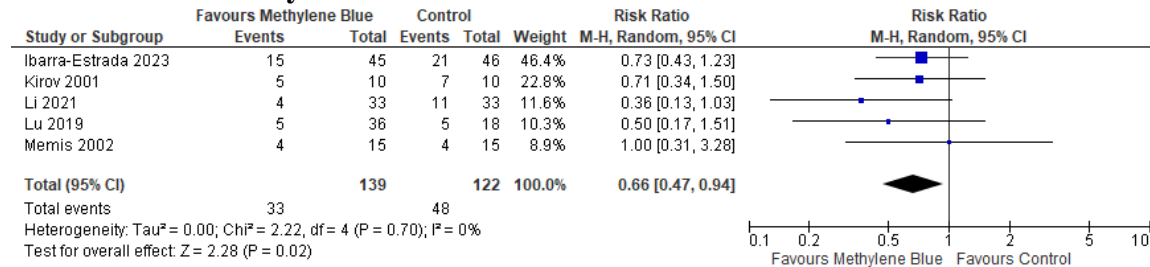 Favours Methylene Blue Control Risk Ratio Risk Ratio
Study or Subgroup Events Total Events Total Weight M-H, Random, 95% CI M-H, Random, 95% CI
Ibarra-Estrada 2023 15 45 21 46 46.4% 0.73 [0.43, 1.23]
Kirov 2001 5 10 7 10 22.8% 0.71 [0.34, 1.50]
Li 2021 4 33 11 33 11.6% 0.36 [0.13, 1.03]
Lu 2019 5 36 5 18 10.3% 0.50 [0.17, 1.51]
Memis 2002 4 15 4 15 8.9% 1.00 [0.31, 3.28]
Total (95% CI) 139 122 100.0% 0.66 [0.47, 0.94]
Total events 33 48
Heterogeneity: Tau² = 0.00; Chi² = 2.22, df = 4 (P = 0.70); I² = 0%
Test for overall effect: Z = 2.28 (P = 0.02)
0.1 0.2 0.5 1 2 5 10
Favours Methylene Blue Favours Control